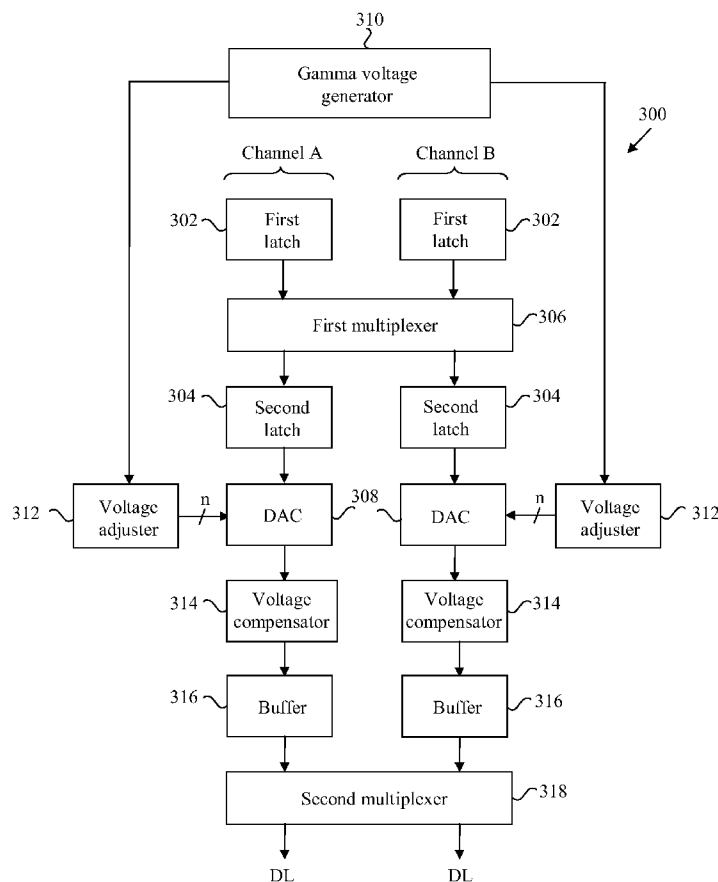 310
Gamma voltage
generator
300
Channel A
Channel B
302
First
latch
First
latch
302
First multiplexer
306
304
Second
latch
Second
latch
304
312
Voltage
adjuster
n
DAC
308
DAC
n
Voltage
adjuster
312
314
Voltage
compensator
Voltage
compensator
314
316
Buffer
Buffer
316
Second multiplexer
318
DL
DL